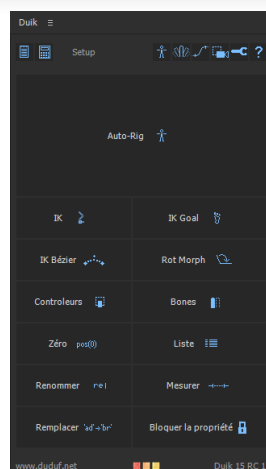 Duik
Setup
?
Auto-Rig
IK
IK Goal
IK Bézier
Rot Morph
Controleurs
Bones
Zéro pos(0)
Liste
Renommer re|
Mesurer
Remplacer 'ad'→'br'
Bloquer la propriété
www.duduf.net
Duik 15 RC 1